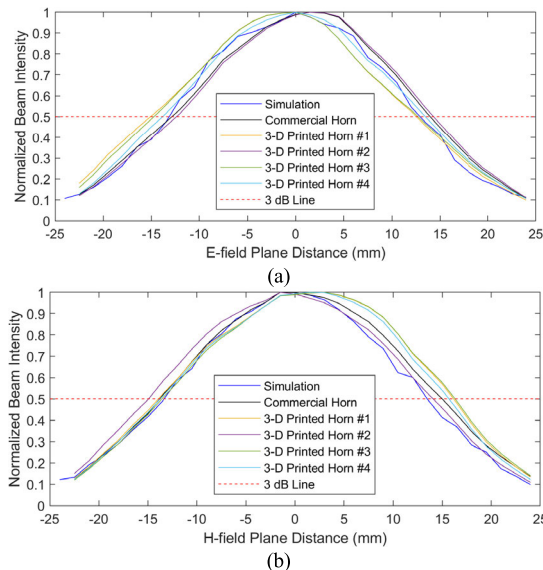 1
0.9
0.8
0.7
0.6
0.5
0.4
0.3
0.2
0.1
0
Normalized Beam Intensity
Simulation
Commercial Horn
3-D Printed Horn #1
3-D Printed Horn #2
3-D Printed Horn #3
3-D Printed Horn #4
3 dB Line
-25 -20 -15 -10 -5 0 5 10 15 20 25
E-field Plane Distance (mm)
(a)
1
0.9
0.8
0.7
0.6
0.5
0.4
0.3
0.2
0.1
0
Normalized Beam Intensity
Simulation
Commercial Horn
3-D Printed Horn #1
3-D Printed Horn #2
3-D Printed Horn #3
3-D Printed Horn #4
3 dB Line
-25 -20 -15 -10 -5 0 5 10 15 20 25
H-field Plane Distance (mm)
(b)